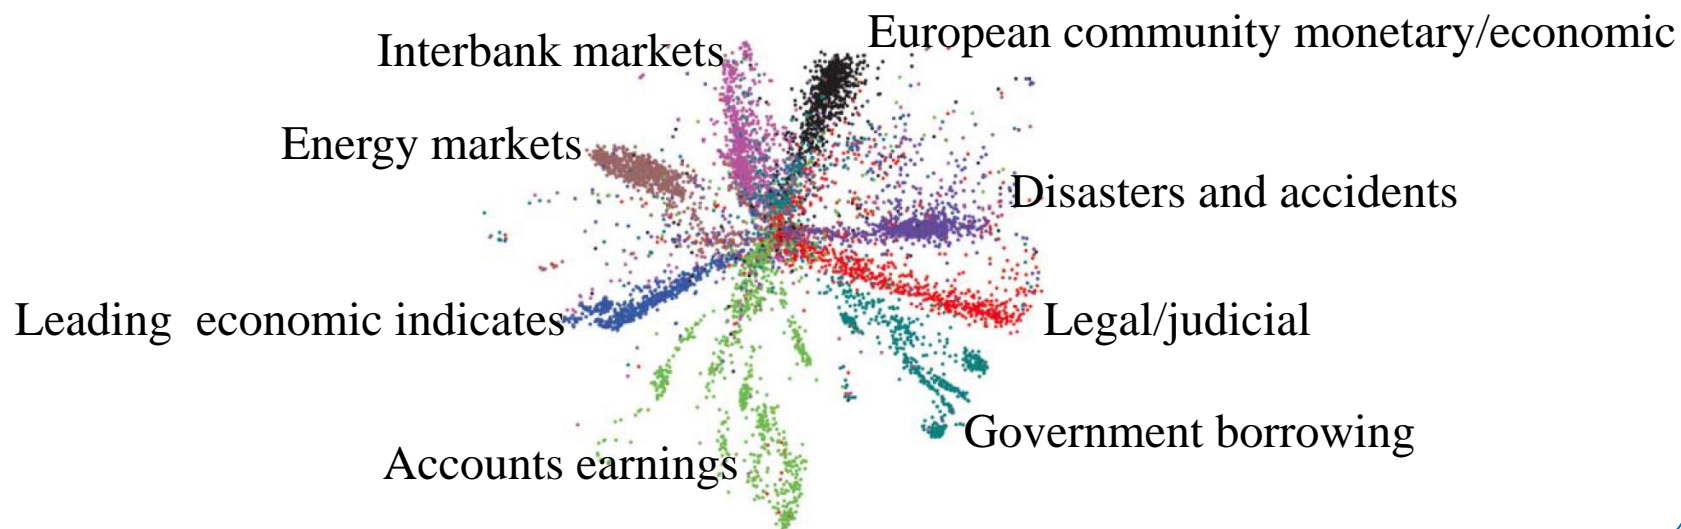 European community monetary/economic
Interbank markets
Energy markets
Disasters and accidents
Leading  economic indicates
Legal/judicial
Government borrowing
Accounts earnings